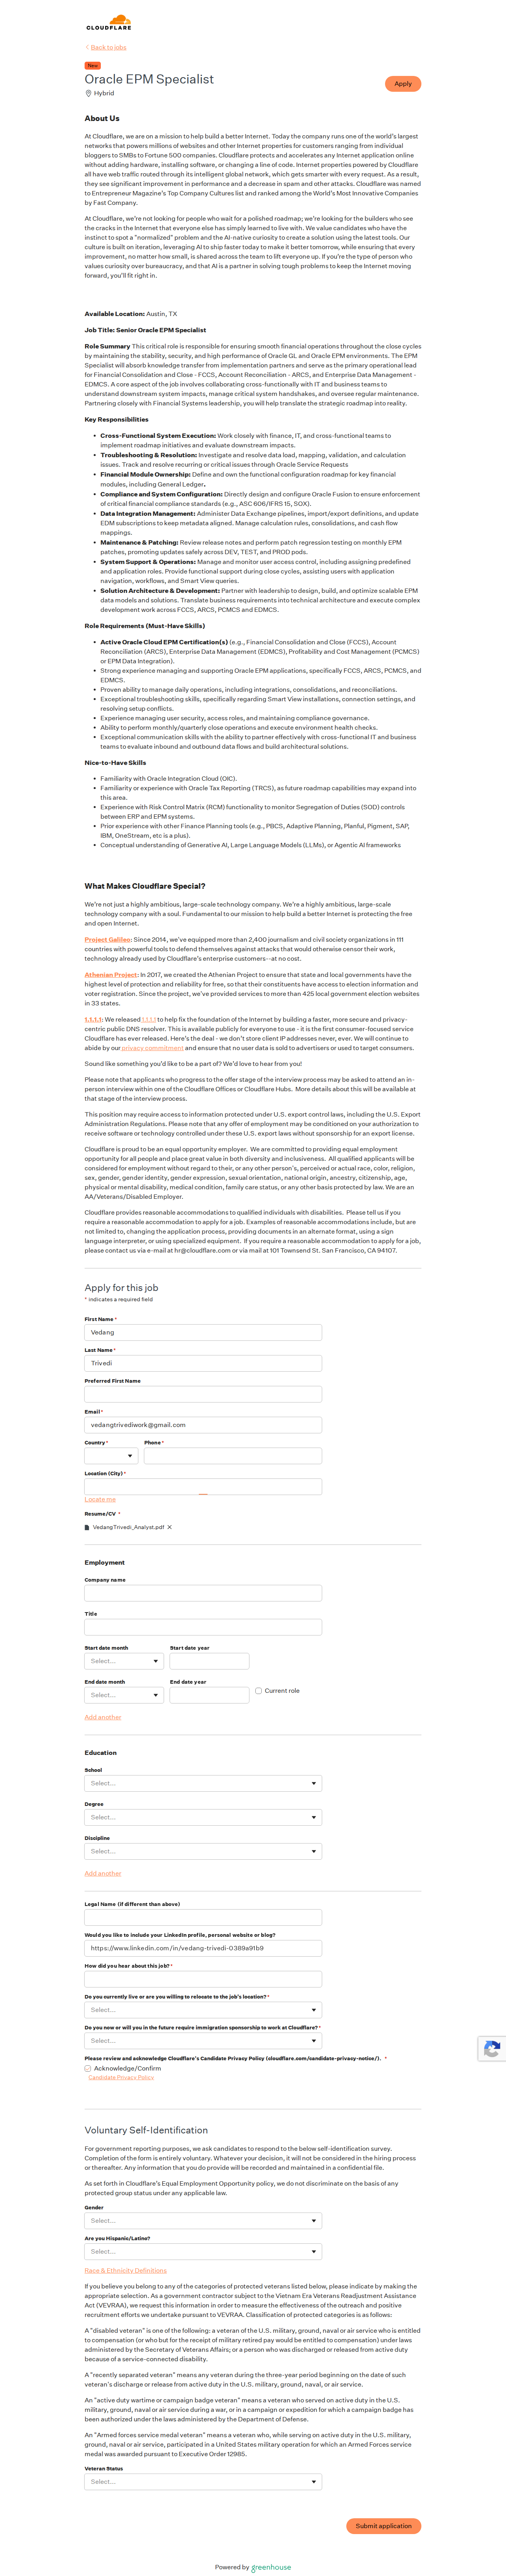 CLOUDFLARE
Back to jobs
New
Oracle EPM Specialist
Hybrid
Apply
About Us
At Cloudflare, we are on a mission to help build a better Internet. Today the company runs one of the world's largest
networks that powers millions of websites and other Internet properties for customers ranging from individual
bloggers to SMBs to Fortune 500 companies. Cloudflare protects and accelerates any Internet application online
without adding hardware, installing software, or changing a line of code. Internet properties powered by Cloudflare
all have web traffic routed through its intelligent global network, which gets smarter with every request. As a result,
they see significant improvement in performance and a decrease in spam and other attacks. Cloudflare was named
to Entrepreneur Magazine's Top Company Cultures list and ranked among the World's Most Innovative Companies
by Fast Company.
At Cloudflare, we're not looking for people who wait for a polished roadmap; we're looking for the builders who see
the cracks in the Internet that everyone else has simply learned to live with. We value candidates who have the
instinct to spot a "normalized" problem and the AI-native curiosity to create a solution using the latest tools. Our
culture is built on iteration, leveraging AI to ship faster today to make it better tomorrow, while ensuring that every
improvement, no matter how small, is shared across the team to lift everyone up. If you're the type of person who
values curiosity over bureaucracy, and that AI is a partner in solving tough problems to keep the Internet moving
forward, you'll fit right in.
Available Location: Austin, TX
Job Title: Senior Oracle EPM Specialist
Role Summary This critical role is responsible for ensuring smooth financial operations throughout the close cycles
by maintaining the stability, security, and high performance of Oracle GL and Oracle EPM environments. The EPM
Specialist will absorb knowledge transfer from implementation partners and serve as the primary operational lead
for Financial Consolidation and Close - FCCS, Account Reconciliation - ARCS, and Enterprise Data Management -
EDMCS. A core aspect of the job involves collaborating cross-functionally with IT and business teams to
understand downstream system impacts, manage critical system handshakes, and oversee regular maintenance.
Partnering closely with Financial Systems leadership, you will help translate the strategic roadmap into reality.
Key Responsibilities
• Cross-Functional System Execution: Work closely with finance, IT, and cross-functional teams to
implement roadmap initiatives and evaluate downstream impacts.
• Troubleshooting & Resolution: Investigate and resolve data load, mapping, validation, and calculation
issues. Track and resolve recurring or critical issues through Oracle Service Requests
• Financial Module Ownership: Define and own the functional configuration roadmap for key financial
modules, including General Ledger.
• Compliance and System Configuration: Directly design and configure Oracle Fusion to ensure enforcement
of critical financial compliance standards (e.g., ASC 606/IFRS 15, SOX).
• Data Integration Management: Administer Data Exchange pipelines, import/export definitions, and update
EDM subscriptions to keep metadata aligned. Manage calculation rules, consolidations, and cash flow
mappings.
• Maintenance & Patching: Review release notes and perform patch regression testing on monthly EPM
patches, promoting updates safely across DEV, TEST, and PROD pods.
• System Support & Operations: Manage and monitor user access control, including assigning predefined
and application roles. Provide functional support during close cycles, assisting users with application
navigation, workflows, and Smart View queries.
• Solution Architecture & Development: Partner with leadership to design, build, and optimize scalable EPM
data models and solutions. Translate business requirements into technical architecture and execute complex
development work across FCCS, ARCS, PCMCS and EDMCS.
Role Requirements (Must-Have Skills)
• Active Oracle Cloud EPM Certification(s) (e.g., Financial Consolidation and Close (FCCS), Account
Reconciliation (ARCS), Enterprise Data Management (EDMCS), Profitability and Cost Management (PCMCS)
or EPM Data Integration).
• Strong experience managing and supporting Oracle EPM applications, specifically FCCS, ARCS, PCMCS, and
EDMCS.
• Proven ability to manage daily operations, including integrations, consolidations, and reconciliations.
• Exceptional troubleshooting skills, specifically regarding Smart View installations, connection settings, and
resolving setup conflicts.
• Experience managing user security, access roles, and maintaining compliance governance.
• Ability to perform monthly/quarterly close operations and execute environment health checks.
• Exceptional communication skills with the ability to partner effectively with cross-functional IT and business
teams to evaluate inbound and outbound data flows and build architectural solutions.
Nice-to-Have Skills
• Familiarity with Oracle Integration Cloud (OIC).
• Familiarity or experience with Oracle Tax Reporting (TRCS), as future roadmap capabilities may expand into
this area.
• Experience with Risk Control Matrix (RCM) functionality to monitor Segregation of Duties (SOD) controls
between ERP and EPM systems.
• Prior experience with other Finance Planning tools (e.g., PBCS, Adaptive Planning, Planful, Pigment, SAP,
IBM, OneStream, etc is a plus).
• Conceptual understanding of Generative AI, Large Language Models (LLMs), or Agentic AI frameworks
What Makes Cloudflare Special?
We're not just a highly ambitious, large-scale technology company. We're a highly ambitious, large-scale
technology company with a soul. Fundamental to our mission to help build a better Internet is protecting the free
and open Internet.
Project Galileo: Since 2014, we've equipped more than 2,400 journalism and civil society organizations in 111
countries with powerful tools to defend themselves against attacks that would otherwise censor their work,
technology already used by Cloudflare's enterprise customers--at no cost.
Athenian Project: In 2017, we created the Athenian Project to ensure that state and local governments have the
highest level of protection and reliability for free, so that their constituents have access to election information and
voter registration. Since the project, we've provided services to more than 425 local government election websites
in 33 states.
1.1.1.1: We released 1.1.1.1 to help fix the foundation of the Internet by building a faster, more secure and privacy-
centric public DNS resolver. This is available publicly for everyone to use - it is the first consumer-focused service
Cloudflare has ever released. Here's the deal - we don't store client IP addresses never, ever. We will continue to
abide by our privacy commitment and ensure that no user data is sold to advertisers or used to target consumers.
Sound like something you'd like to be a part of? We'd love to hear from you!
Please note that applicants who progress to the offer stage of the interview process may be asked to attend an in-
person interview within one of the Cloudflare Offices or Cloudflare Hubs. More details about this will be available at
that stage of the interview process.
This position may require access to information protected under U.S. export control laws, including the U.S. Export
Administration Regulations. Please note that any offer of employment may be conditioned on your authorization to
receive software or technology controlled under these U.S. export laws without sponsorship for an export license.
Cloudflare is proud to be an equal opportunity employer. We are committed to providing equal employment
opportunity for all people and place great value in both diversity and inclusiveness. All qualified applicants will be
considered for employment without regard to their, or any other person's, perceived or actual race, color, religion,
sex, gender, gender identity, gender expression, sexual orientation, national origin, ancestry, citizenship, age,
physical or mental disability, medical condition, family care status, or any other basis protected by law. We are an
AA/Veterans/Disabled Employer.
Cloudflare provides reasonable accommodations to qualified individuals with disabilities. Please tell us if you
require a reasonable accommodation to apply for a job. Examples of reasonable accommodations include, but are
not limited to, changing the application process, providing documents in an alternate format, using a sign
language interpreter, or using specialized equipment. If you require a reasonable accommodation to apply for a job,
please contact us via e-mail at hr@cloudflare.com or via mail at 101 Townsend St. San Francisco, CA 94107.
Apply for this job
* indicates a required field
First Name *
Vedang
Last Name *
Trivedi
Preferred First Name
Email *
vedangtrivediwork@gmail.com
Country * Phone *
Location (City) *
Locate me
Resume/CV *
VedangTrivedi_Analyst.pdf
Employment
Company name
Title
Start date month Start date year
Select...
End date month End date year
Select... Current role
Add another
Education
School
Select...
Degree
Select...
Discipline
Select...
Add another
Legal Name (if different than above)
Would you like to include your LinkedIn profile, personal website or blog?
https://www.linkedin.com/in/vedang-trivedi-0389a91b9
How did you hear about this job? *
Do you currently live or are you willing to relocate to the job's location? *
Select...
Do you now or will you in the future require immigration sponsorship to work at Cloudflare? *
Select...
Please review and acknowledge Cloudflare's Candidate Privacy Policy (cloudflare.com/candidate-privacy-notice/). *
Acknowledge/Confirm
Candidate Privacy Policy
Voluntary Self-Identification
For government reporting purposes, we ask candidates to respond to the below self-identification survey.
Completion of the form is entirely voluntary. Whatever your decision, it will not be considered in the hiring process
or thereafter. Any information that you do provide will be recorded and maintained in a confidential file.
As set forth in Cloudflare's Equal Employment Opportunity policy, we do not discriminate on the basis of any
protected group status under any applicable law.
Gender
Select...
Are you Hispanic/Latino?
Select...
Race & Ethnicity Definitions
If you believe you belong to any of the categories of protected veterans listed below, please indicate by making the
appropriate selection. As a government contractor subject to the Vietnam Era Veterans Readjustment Assistance
Act (VEVRAA), we request this information in order to measure the effectiveness of the outreach and positive
recruitment efforts we undertake pursuant to VEVRAA. Classification of protected categories is as follows:
A "disabled veteran" is one of the following: a veteran of the U.S. military, ground, naval or air service who is entitled
to compensation (or who but for the receipt of military retired pay would be entitled to compensation) under laws
administered by the Secretary of Veterans Affairs; or a person who was discharged or released from active duty
because of a service-connected disability.
A "recently separated veteran" means any veteran during the three-year period beginning on the date of such
veteran's discharge or release from active duty in the U.S. military, ground, naval, or air service.
An "active duty wartime or campaign badge veteran" means a veteran who served on active duty in the U.S.
military, ground, naval or air service during a war, or in a campaign or expedition for which a campaign badge has
been authorized under the laws administered by the Department of Defense.
An "Armed forces service medal veteran" means a veteran who, while serving on active duty in the U.S. military,
ground, naval or air service, participated in a United States military operation for which an Armed Forces service
medal was awarded pursuant to Executive Order 12985.
Veteran Status
Select...
Submit application
Powered by greenhouse